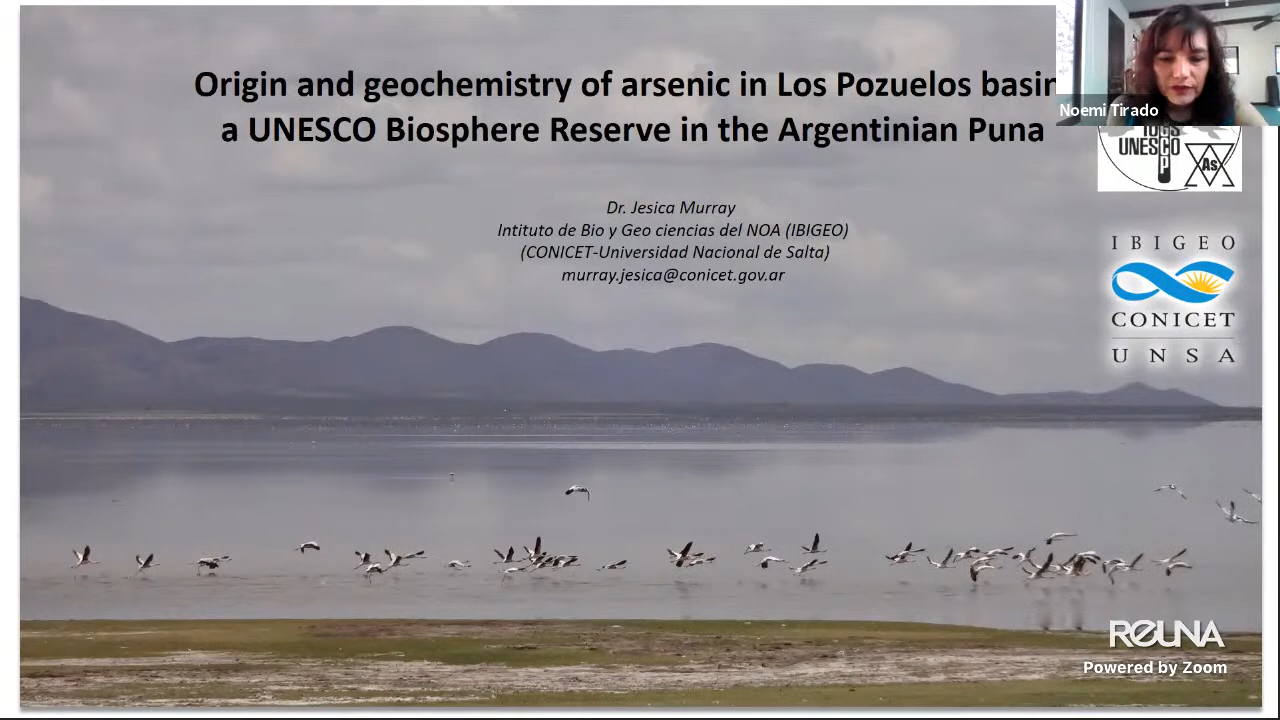 Origin and geochemistry of arsenic in Los Pozuelos basin
a UNESCO Biosphere Reserve in the Argentinian Puna
Noemi Tirado
UNESCO
As
Dr. Jesica Murray
Intituto de Bio y Geo ciencias del NOA (IBIGEO)
(CONICET-Universidad Nacional de Salta)
murray.jesica@conicet.gov.ar
IBIGEO
CONICET
UNSA
REUNA
Powered by Zoom